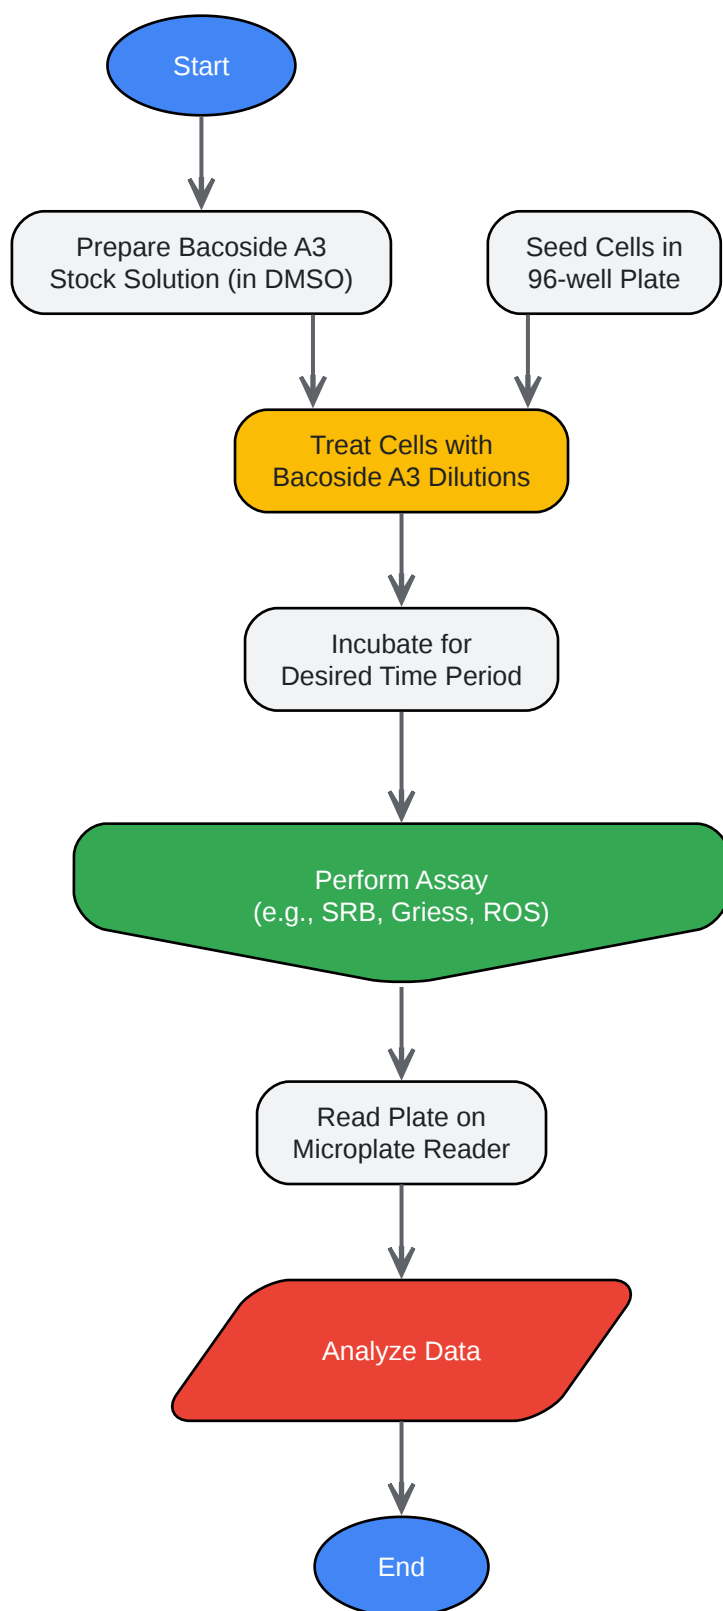 Start
Prepare Bacoside A3
Stock Solution (in DMSO)
Seed Cells in
96-well Plate
Treat Cells with
Bacoside A3 Dilutions
Incubate for
Desired Time Period
Perform Assay
(e.g., SRB, Griess, ROS)
Read Plate on
Microplate Reader
Analyze Data
End